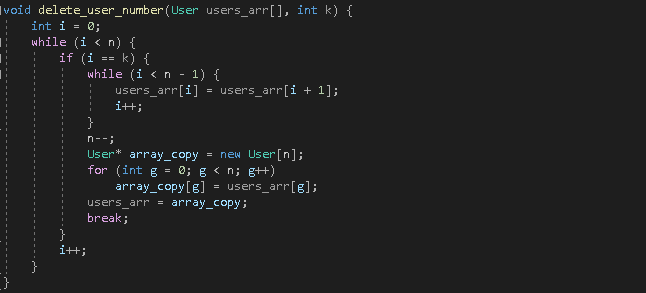 void delete_user_number(User users_arr[], int k) {
    int i = 0;
    while (i < n) {
        if (i == k) {
            while (i < n - 1) {
                users_arr[i] = users_arr[i + 1];
                i++;
            }
            n--;
            User* array_copy = new User[n];
            for (int g = 0; g < n; g++)
                array_copy[g] = users_arr[g];
            users_arr = array_copy;
            break;
        }
        i++;
    }
}